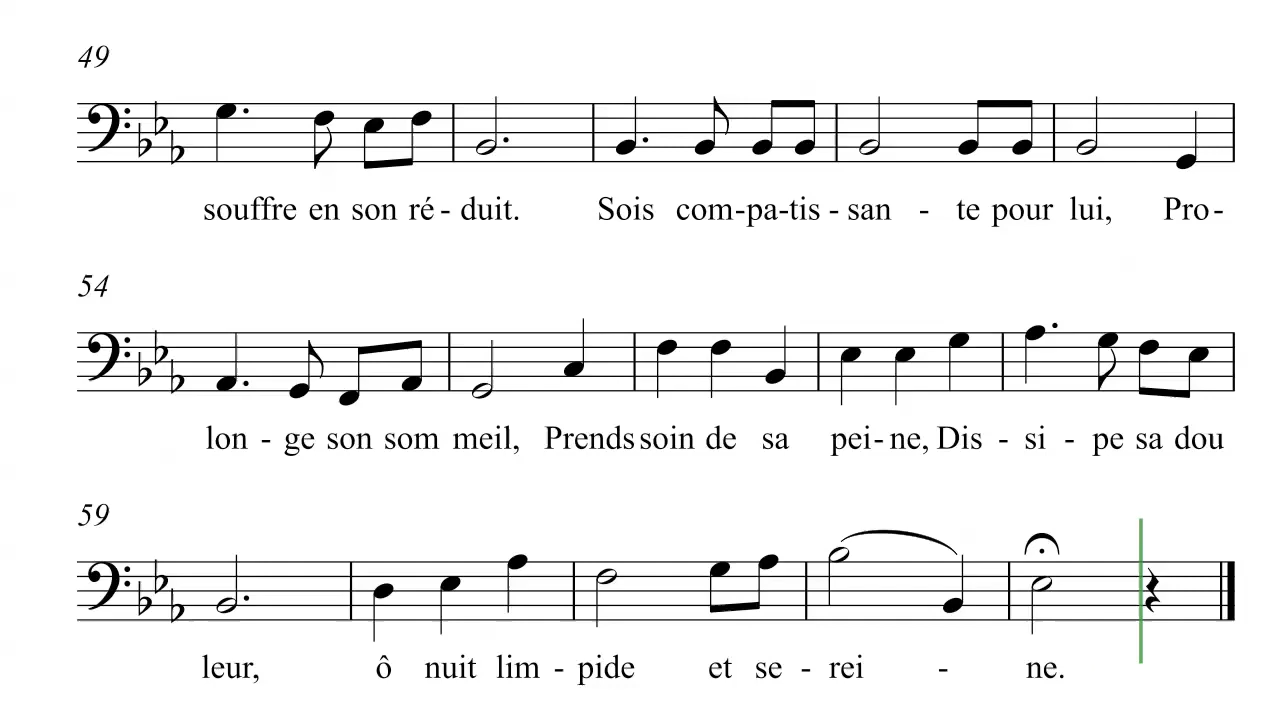 49
souffre en son ré - duit. Sois com-pa-tis - san - te pour lui, Pro-
54
lon - ge son som meil, Prends soin de sa pei- ne, Dis - si - pe sa dou
59
leur, ô nuit lim - pide et se - rei - ne.